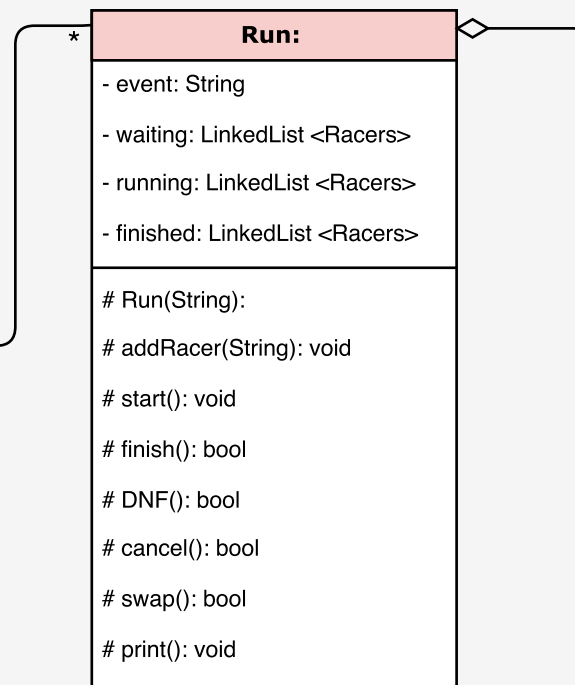 *
Run:
- event: String
- waiting: LinkedList <Racers>
- running: LinkedList <Racers>
- finished: LinkedList <Racers>
# Run(String):
# addRacer(String): void
# start(): void
# finish(): bool
# DNF(): bool
# cancel(): bool
# swap(): bool
# print(): void